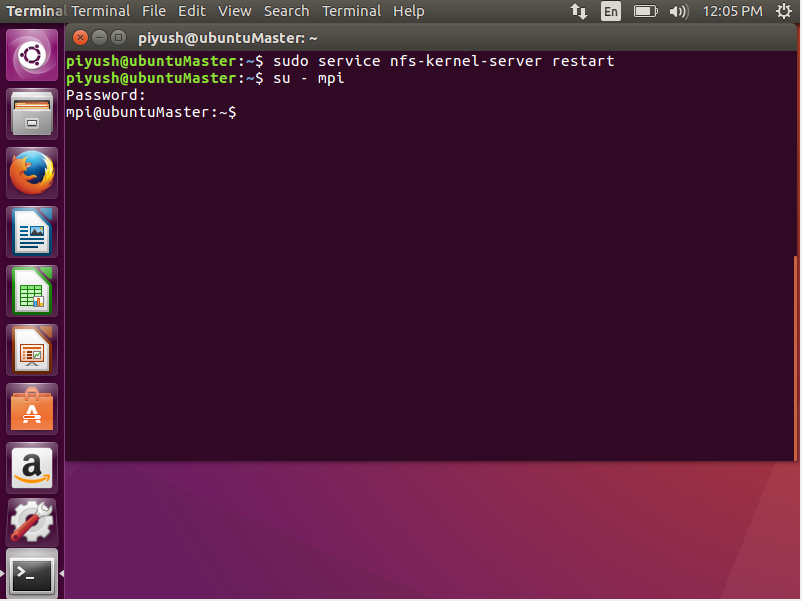 Terminal Terminal File Edit View Search Terminal Help En 12:05 PM
piyush@ubuntuMaster: ~
piyush@ubuntuMaster:~$ sudo service nfs-kernel-server restart
piyush@ubuntuMaster:~$ su - mpi
Password:
mpi@ubuntuMaster:~$
a
>_